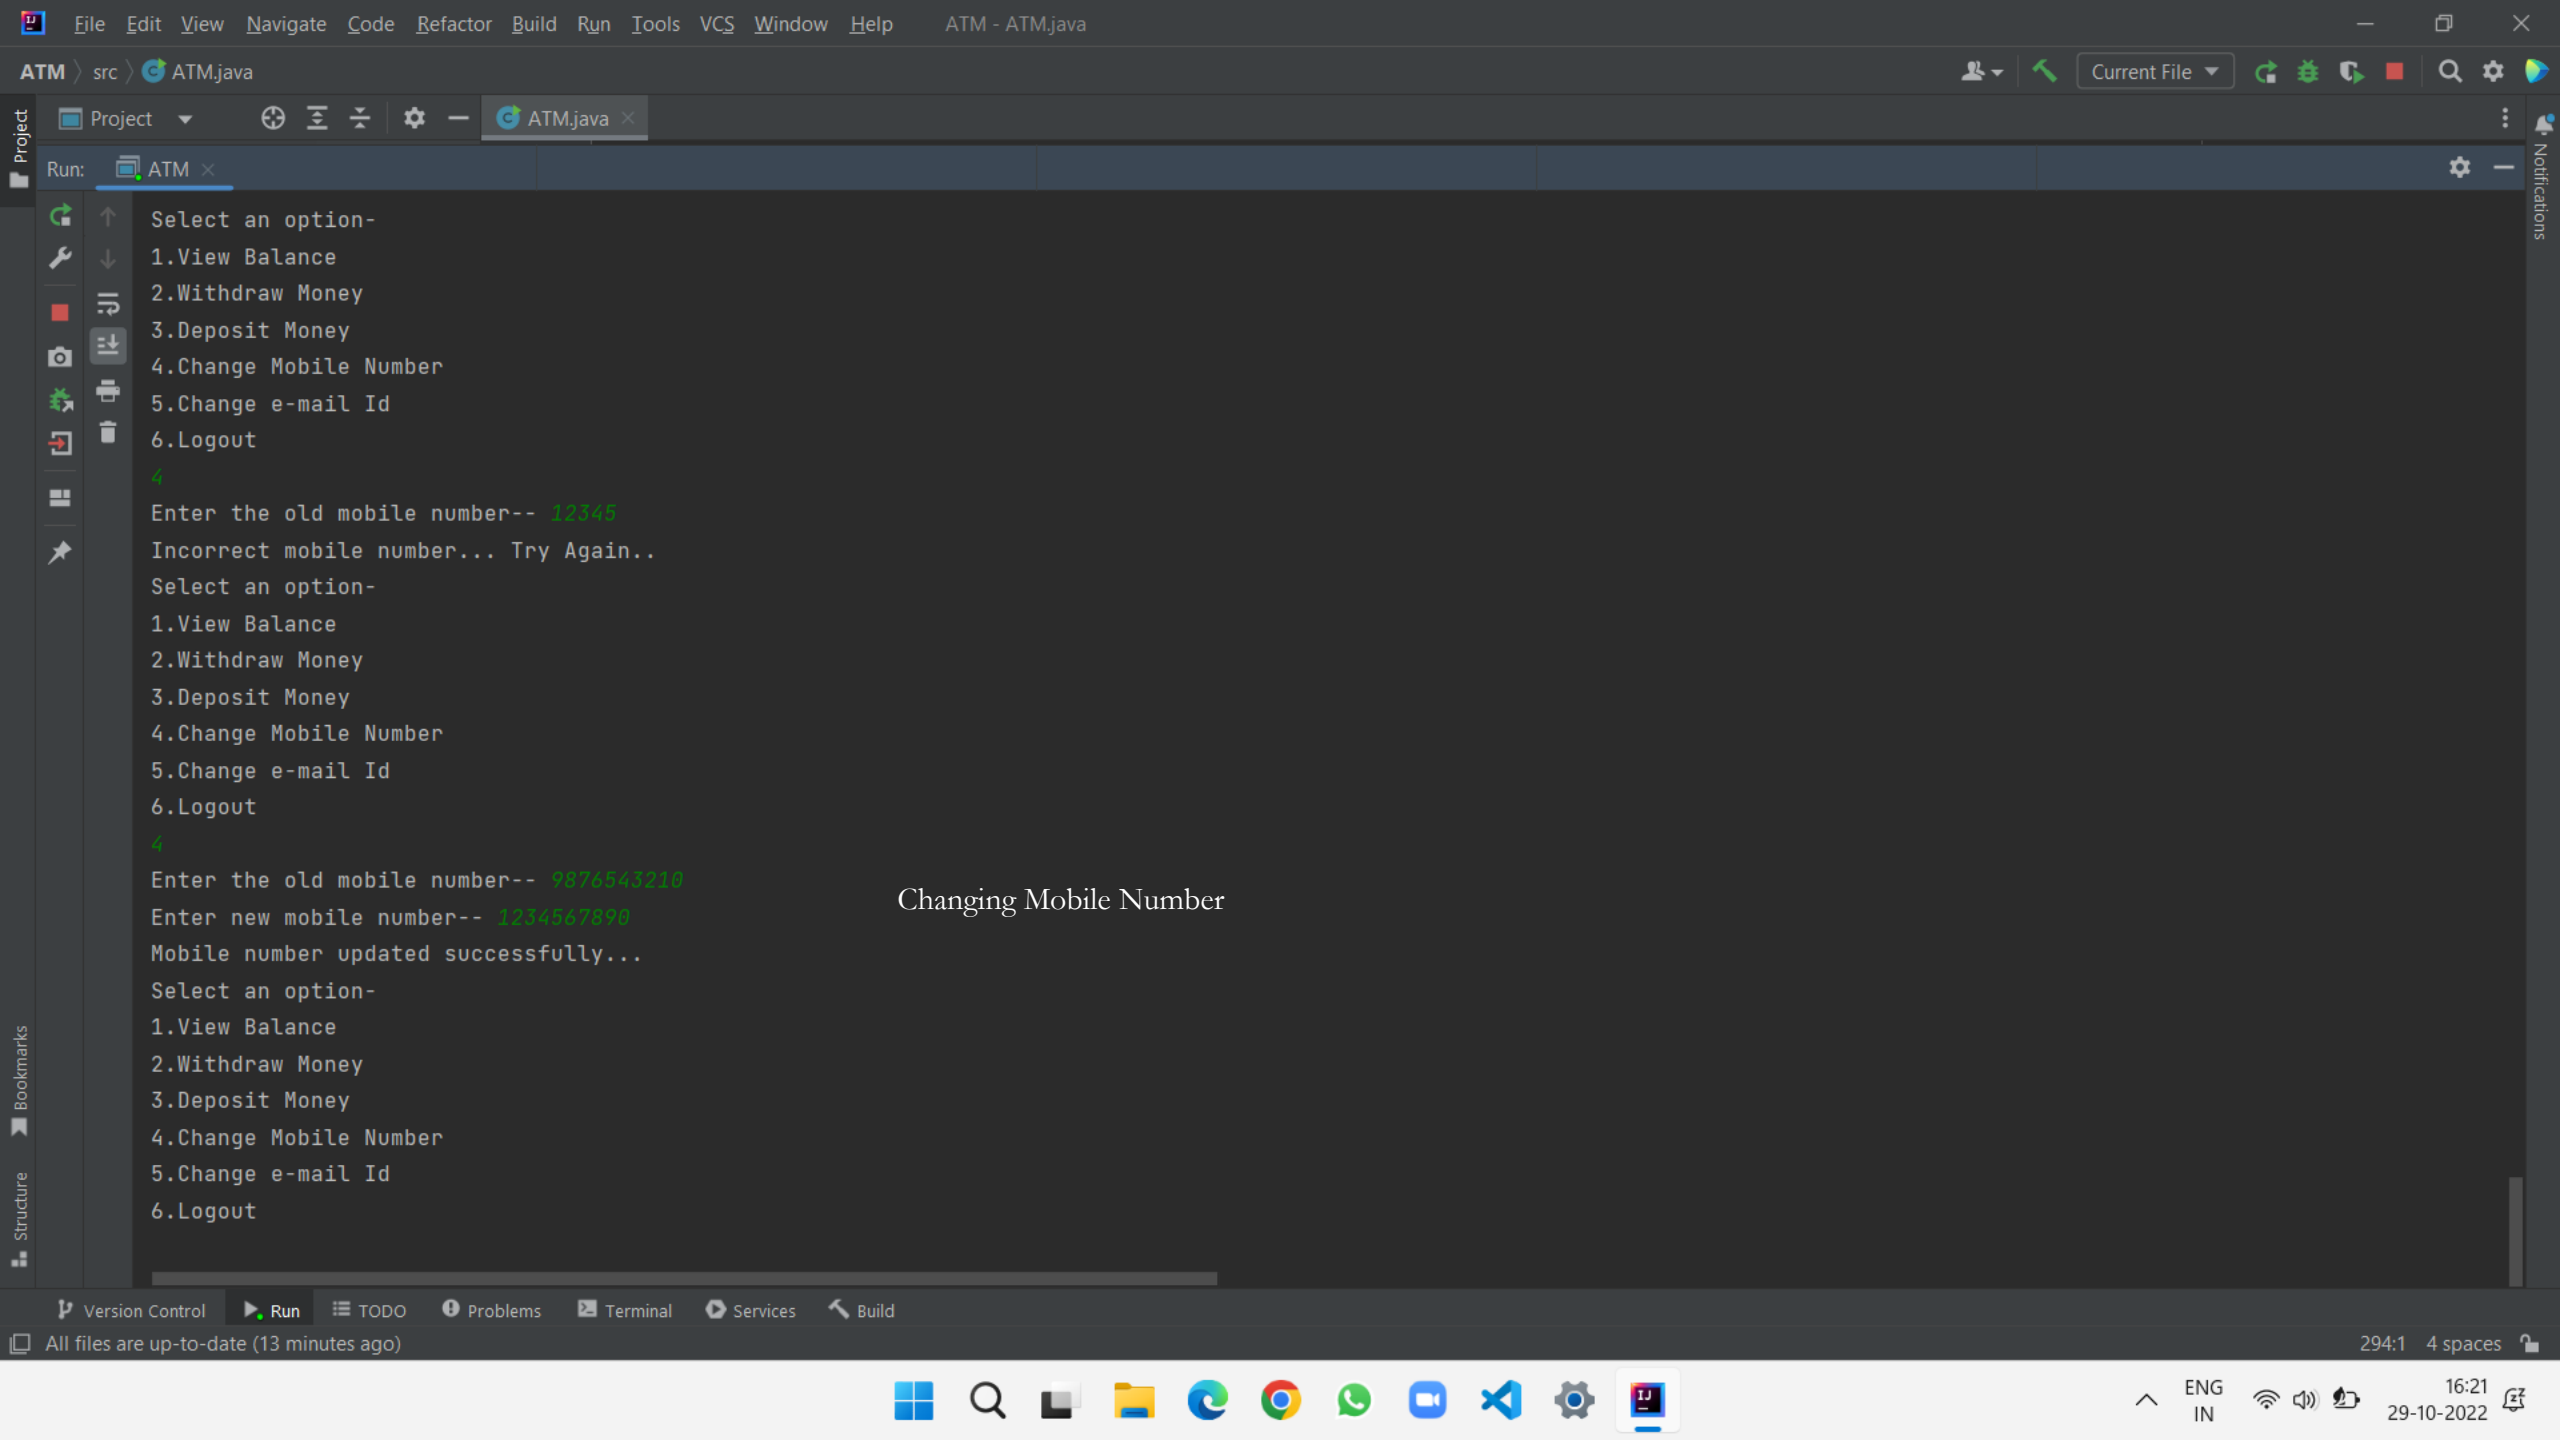 File Edit View Navigate Code Refactor Build Run Tools VCS Window Help ATM - ATM.java
ATM src ATM.java Current File
Project ATM.java
Run: ATM
Project
Notifications
Select an option-
1.View Balance
2.Withdraw Money
3.Deposit Money
4.Change Mobile Number
5.Change e-mail Id
6.Logout
4
Enter the old mobile number-- 12345
Incorrect mobile number... Try Again..
Select an option-
1.View Balance
2.Withdraw Money
3.Deposit Money
4.Change Mobile Number
5.Change e-mail Id
6.Logout
4
Enter the old mobile number-- 9876543210
Changing Mobile Number
Enter new mobile number-- 1234567890
Mobile number updated successfully...
Select an option-
1.View Balance
2.Withdraw Money
3.Deposit Money
4.Change Mobile Number
5.Change e-mail Id
6.Logout
Bookmarks
Structure
Version Control Run TODO Problems Terminal Services Build
All files are up-to-date (13 minutes ago) 294:1 4 spaces
ENG 16:21
IN 29-10-2022